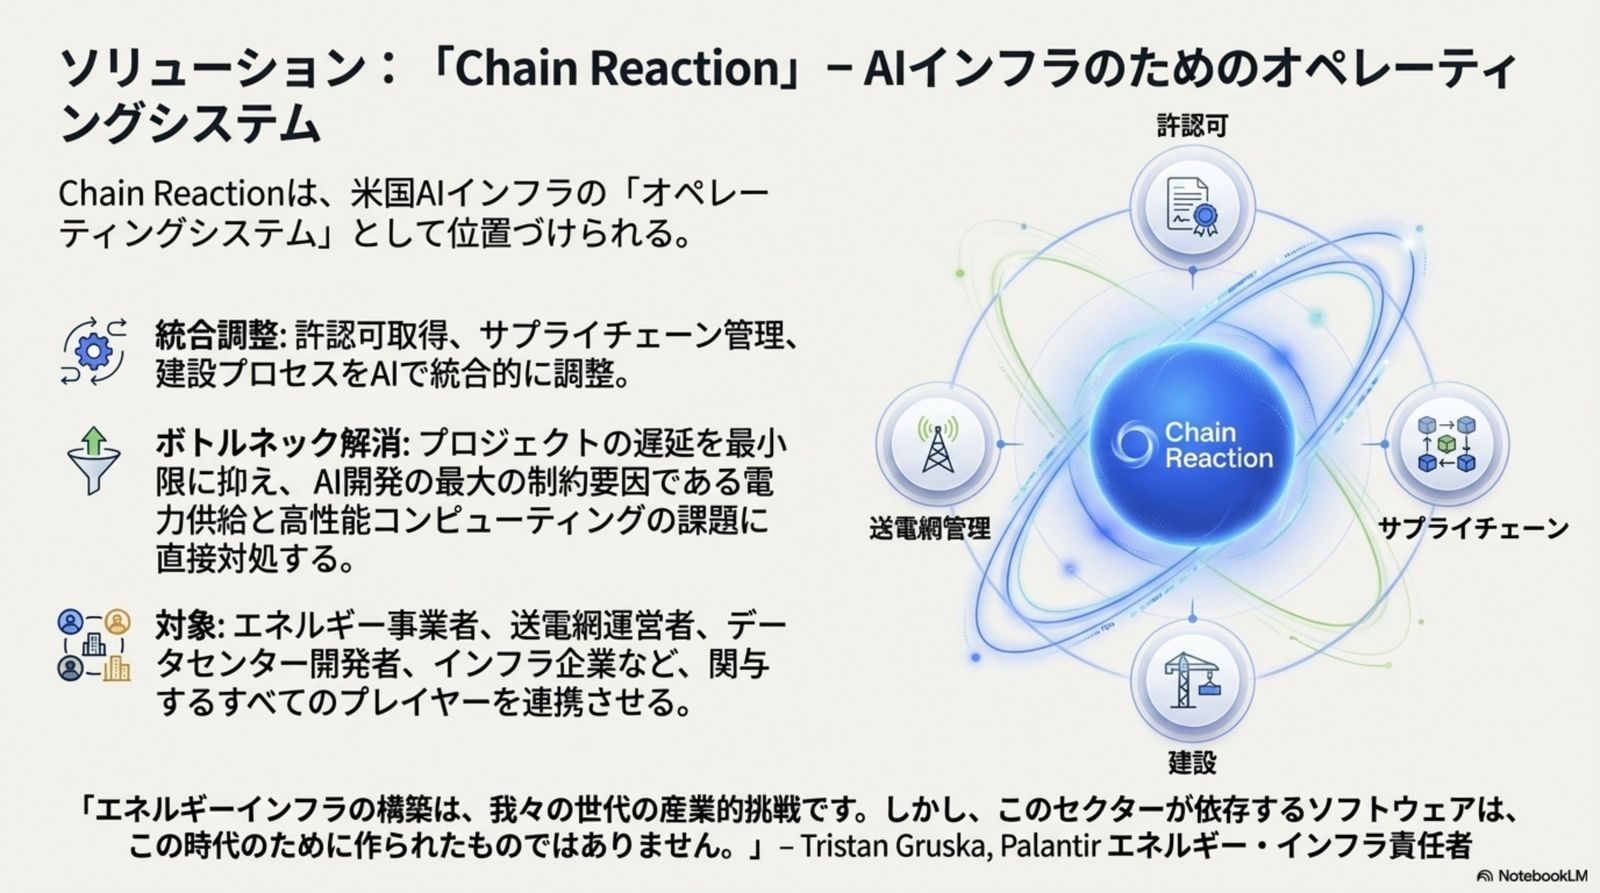 ソリューション：「Chain Reaction」– AIインフラのためのオペレーティ
ングシステム
Chain Reactionは、米国AIインフラの「オペレー
ティングシステム」として位置づけられる。
統合調整: 許認可取得、サプライチェーン管理、
建設プロセスをAIで統合的に調整。
ボトルネック解消: プロジェクトの遅延を最小
限に抑え、AI開発の最大の制約要因である電
力供給と高性能コンピューティングの課題に
直接対処する。
対象: エネルギー事業者、送電網運営者、デー
タセンター開発者、インフラ企業など、関与
するすべてのプレイヤーを連携させる。
許認可
Chain
Reaction
送電網管理
サプライチェーン
建設
「エネルギーインフラの構築は、我々の世代の産業的挑戦です。しかし、このセクターが依存するソフトウェアは、
この時代のために作られたものではありません。」– Tristan Gruska, Palantir エネルギー・インフラ責任者
NotebookLM